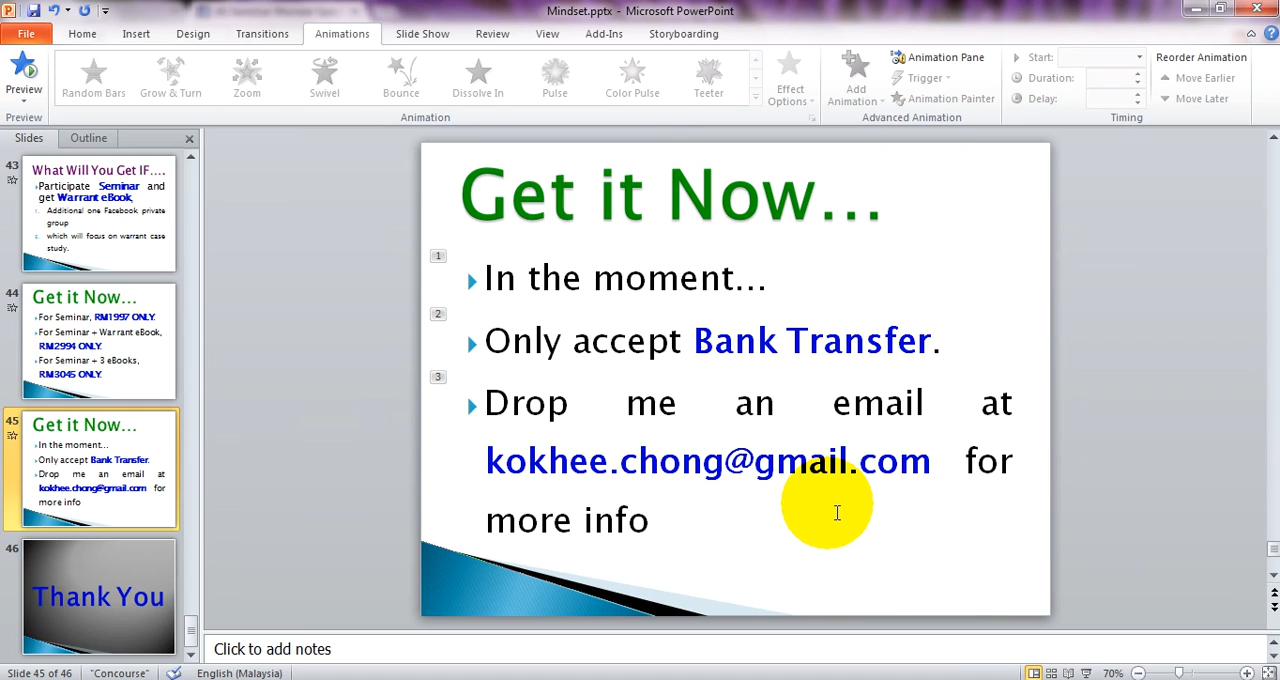 Mindset.pptx - Microsoft PowerPoint
File Home Insert Design Transitions Animations Slide Show Review View Add-Ins Storyboarding
Preview
Random Bars Grow & Turn Zoom Swivel Bounce Dissolve In Pulse Color Pulse Teeter
Effect Options
Add Animation
Animation Pane
Trigger
Animation Painter
Start:
Duration:
Delay:
Reorder Animation
Move Earlier
Move Later
Preview Animation Advanced Animation Timing
Slides Outline
43
What Will You Get IF....
Participate Seminar and
get Warrant eBook,
1. Additional one Facebook private
group
2. which will focus on warrant case
study.
44
Get it Now...
For Seminar, RM1997 ONLY.
For Seminar + Warrant eBook,
RM2994 ONLY.
For Seminar + 3 eBooks,
RM3045 ONLY.
45
Get it Now...
In the moment...
Only accept Bank Transfer.
Drop me an email at
kokhee.chong@gmail.com for
more info
46
Thank You
Get it Now...
1
In the moment...
2
Only accept Bank Transfer.
3
Drop me an email at
kokhee.chong@gmail.com for
more info
Click to add notes
Slide 45 of 46 "Concourse" English (Malaysia) 70%